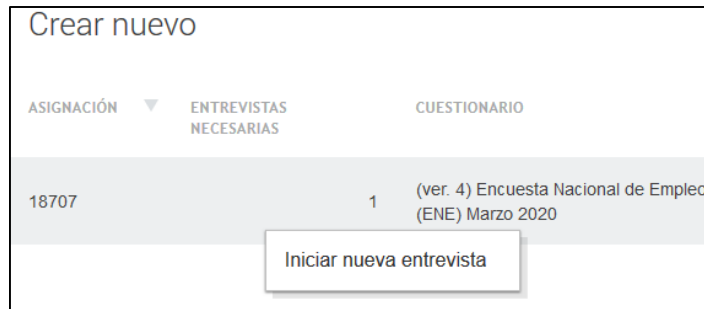 Crear nuevo
ASIGNACIÓN
ENTREVISTAS
NECESARIAS
CUESTIONARIO
18707
1
(ver. 4) Encuesta Nacional de Empleo
(ENE) Marzo 2020
Iniciar nueva entrevista